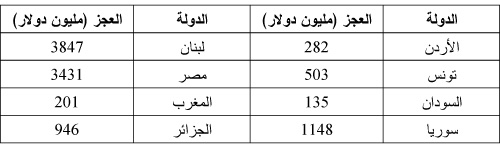 الدولة العجز (مليون دولار) الدولة العجز (مليون دولار)
الأردن 282 لبنان 3847
تونس 503 مصر 3431
السودان 135 المغرب 201
سوريا 1148 الجزائر 946